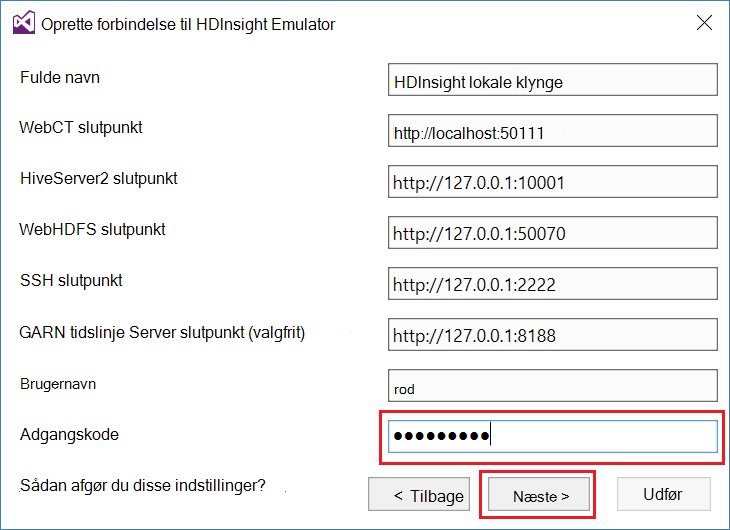 Oprette forbindelse til HDInsight Emulator
Fulde navn
HDInsight lokale klynge
WebCT slutpunkt
http://localhost:50111
HiveServer2 slutpunkt
http://127.0.0.1:10001
WebHDFS slutpunkt
http://127.0.0.1:50070
SSH slutpunkt
http://127.0.0.1:2222
GARN tidslinje Server slutpunkt (valgfrit)
http://127.0.0.1:8188
Brugernavn
rod
Adgangskode
●●●●●●●●●
Sådan afgør du disse indstillinger?
< Tilbage
Næste >
Udfør